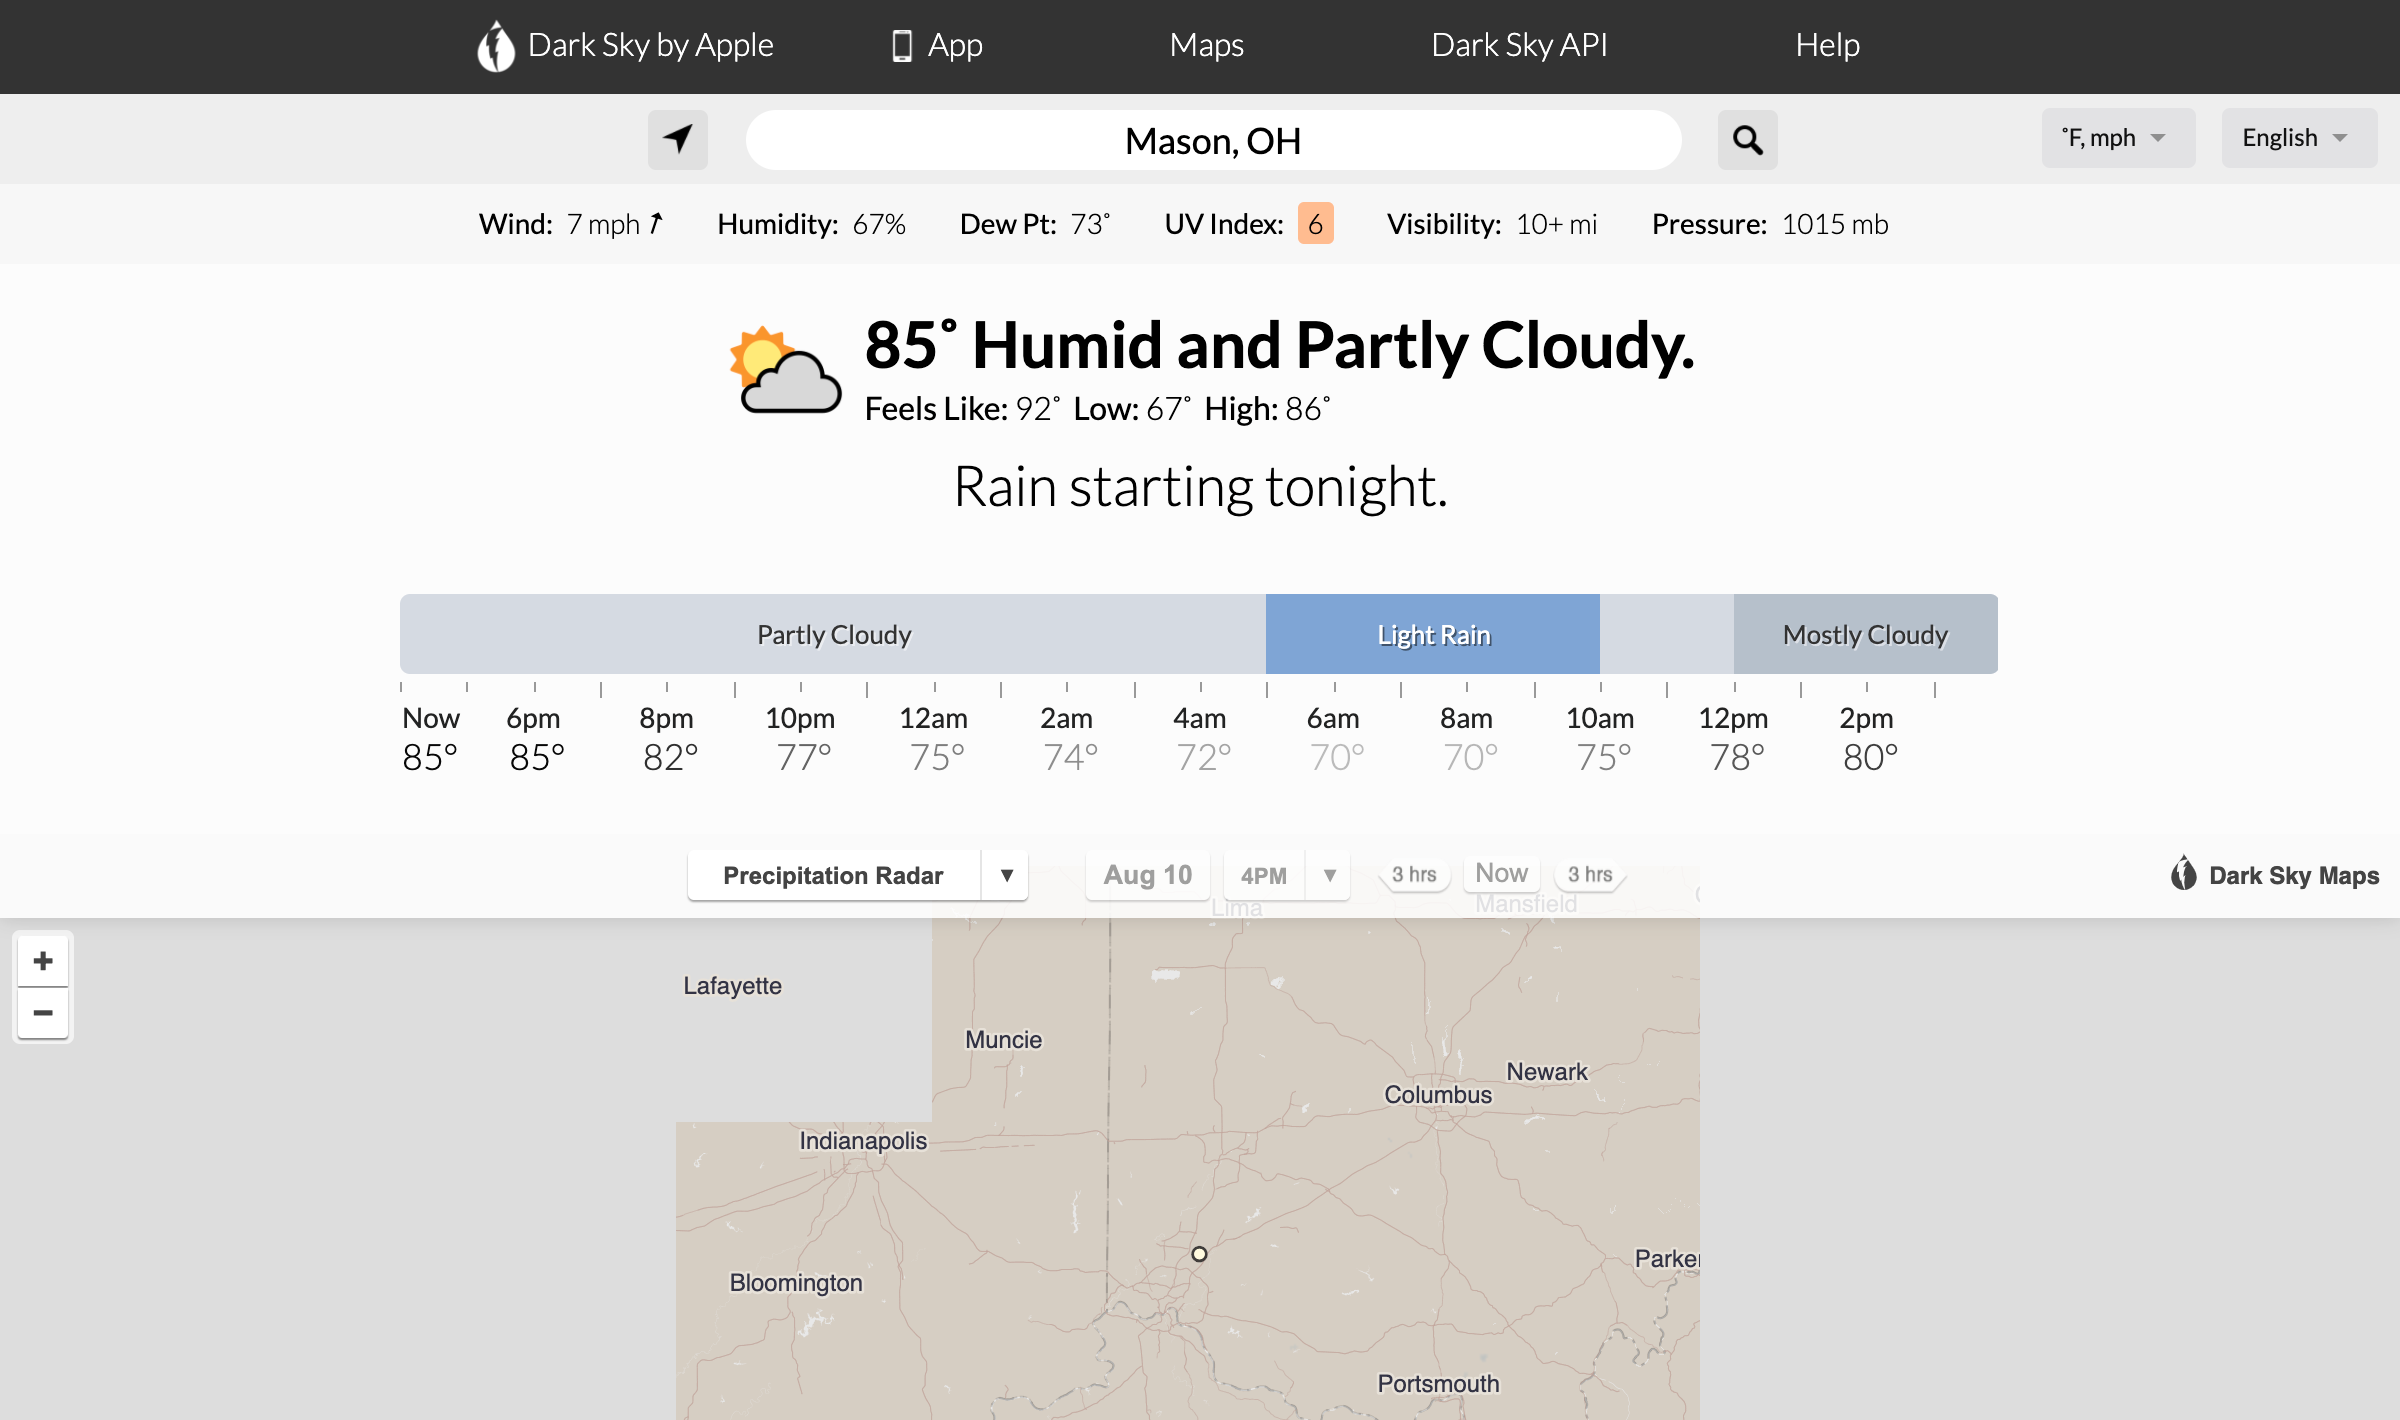 Dark Sky by Apple App Maps Dark Sky API Help
Mason, OH ˚F, mph English
Wind: 7 mph Humidity: 67% Dew Pt: 73˚ UV Index: 6 Visibility: 10+ mi Pressure: 1015 mb
85˚ Humid and Partly Cloudy.
Feels Like: 92˚ Low: 67˚ High: 86˚
Rain starting tonight.
Partly Cloudy Light Rain Mostly Cloudy
Now 6pm 8pm 10pm 12am 2am 4am 6am 8am 10am 12pm 2pm
85° 85° 82° 77° 75° 74° 72° 70° 70° 75° 78° 80°
Precipitation Radar ▼ Aug 10 4PM ▼ 3 hrs Now 3 hrs Dark Sky Maps
Lima Mansfield
+
Lafayette
−
Muncie
Newark
Columbus
Indianapolis
Parker
Bloomington
Portsmouth